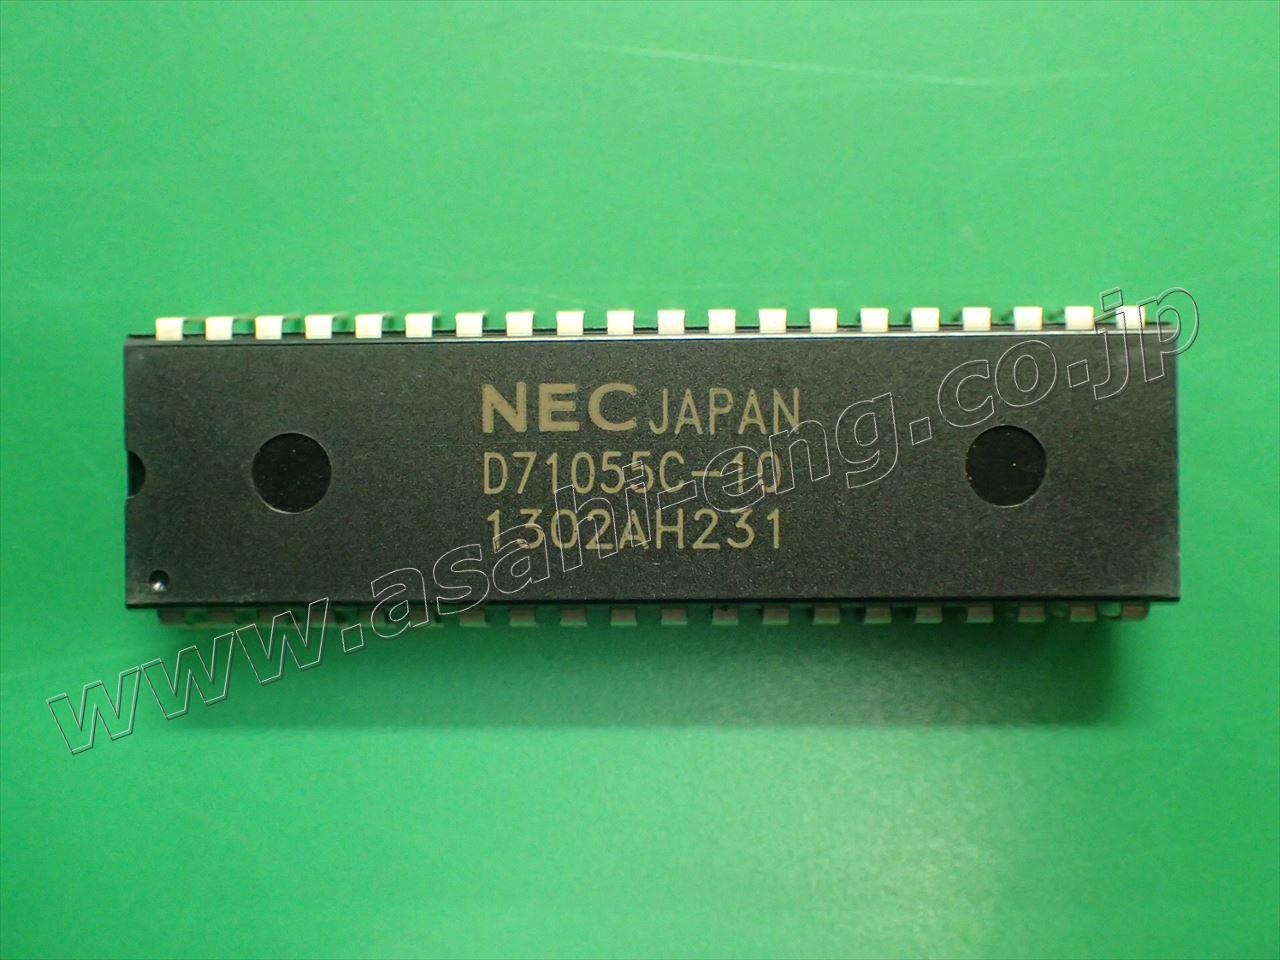 NEC JAPAN
D71055C-10
1302AH231
www.asahi-eng.co.jp